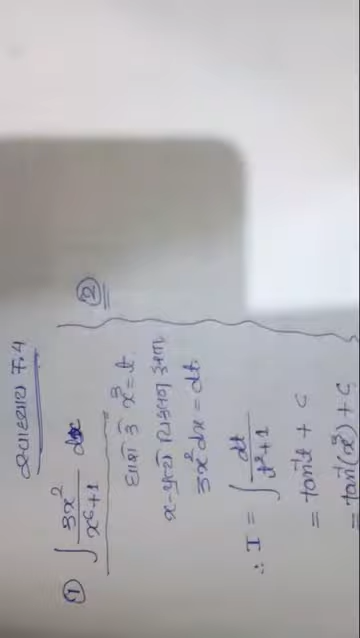 સ્વાધ્યાય 7.4
① ∫ 3x²/(x⁶+1) dx
ધારો કે x³ = t
x-પ્રત્યે વિકલન કરતા
3x² dx = dt
∴ I = ∫ dt/(t²+1)
= tan⁻¹t + c
= tan⁻¹(x³) + c
②